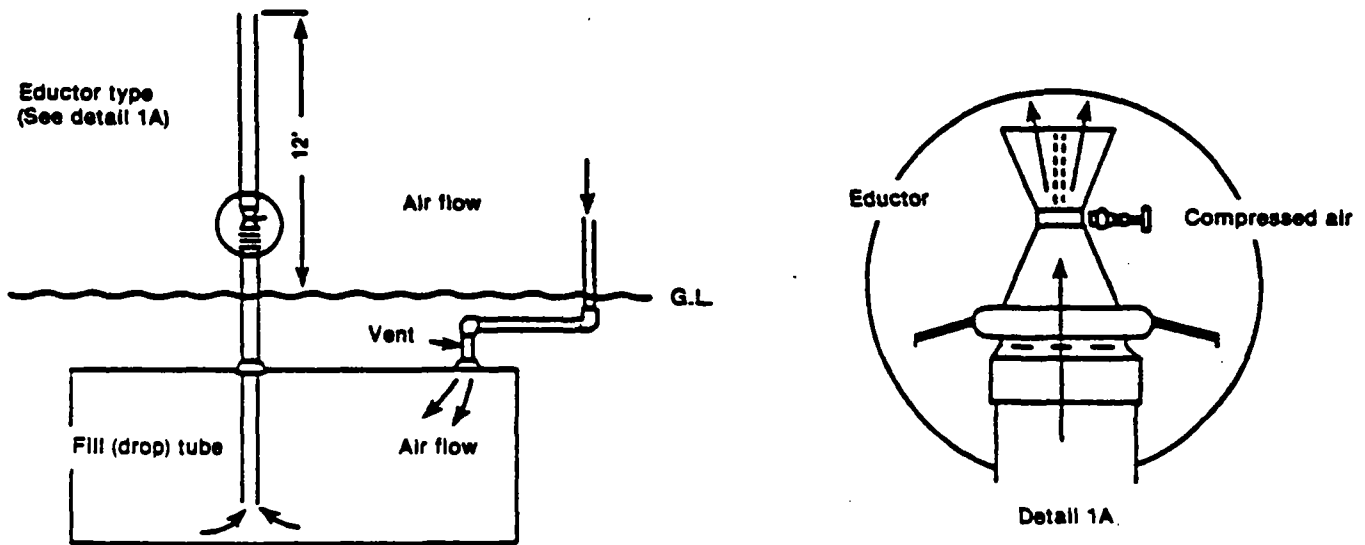 Eductor type
(See detail 1A)
12'
Air flow
G.L.
Vent
Fill (drop) tube
Air flow
Eductor
Compressed air
Detail 1A